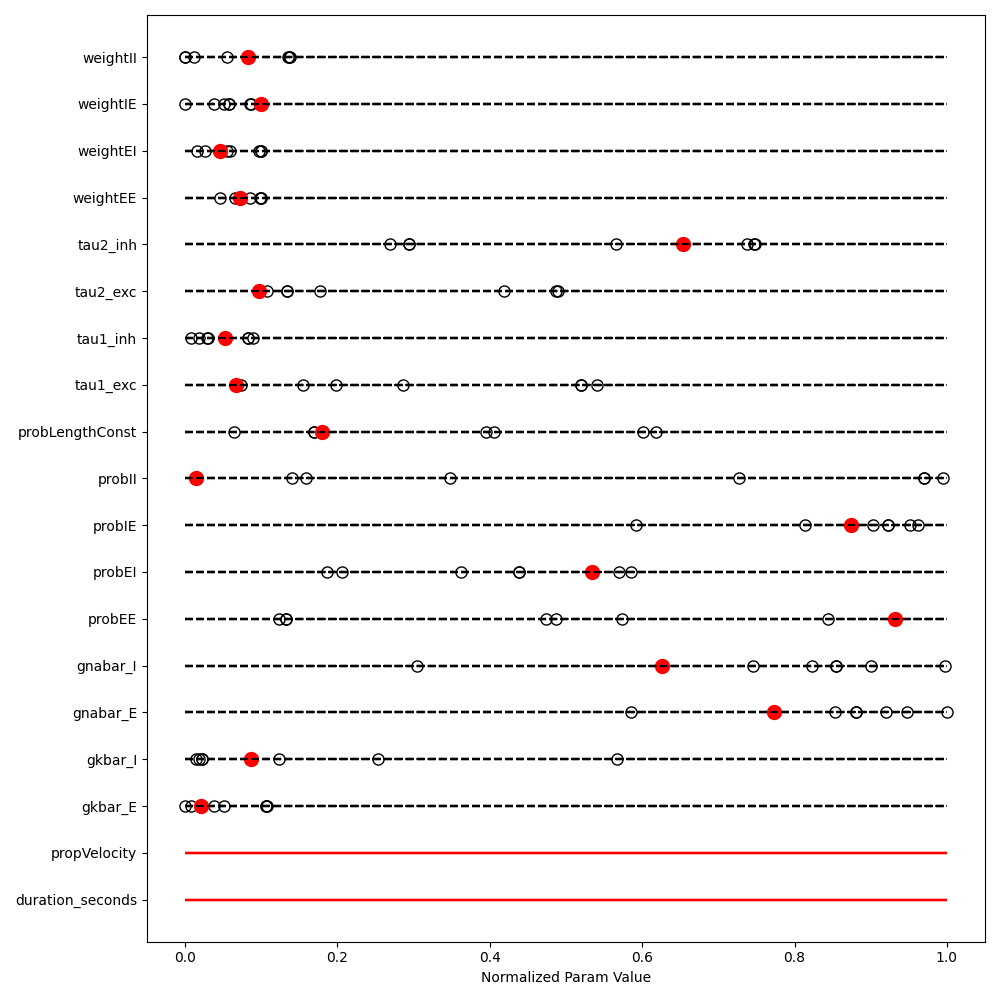 weightII
weightIE
weightEI
weightEE
tau2_inh
tau2_exc
tau1_inh
tau1_exc
probLengthConst
probII
probIE
probEI
probEE
gnabar_I
gnabar_E
gkbar_I
gkbar_E
propVelocity
duration_seconds
0.0 0.2 0.4 0.6 0.8 1.0
Normalized Param Value